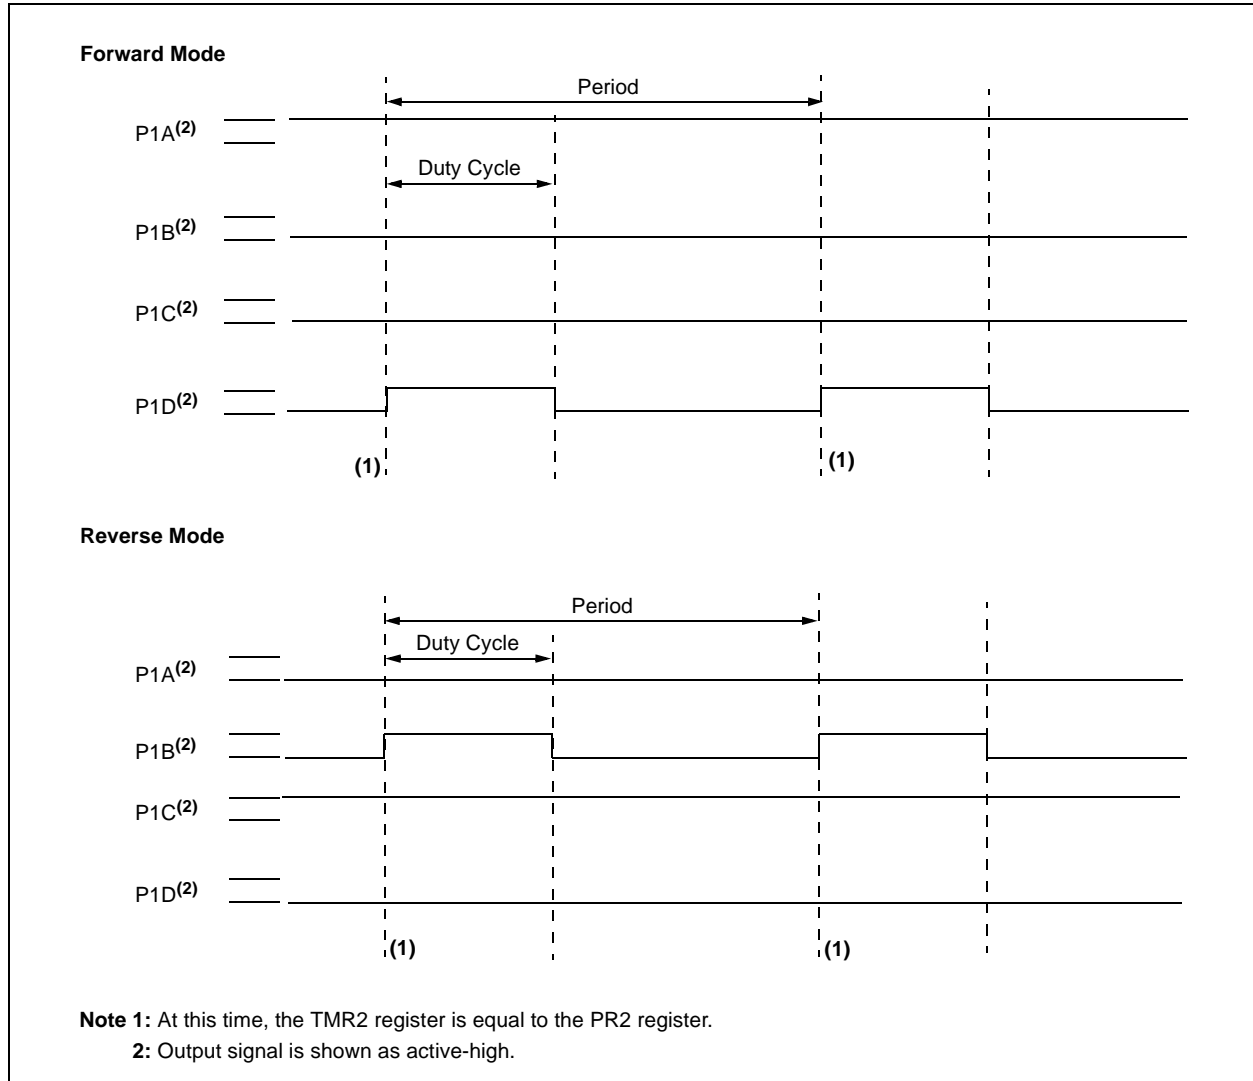 Forward Mode
Period
P1A(2)
Duty Cycle
P1B(2)
P1C(2)
P1D(2)
(1)
(1)
Reverse Mode
Period
Duty Cycle
P1A(2)
P1B(2)
P1C(2)
P1D(2)
(1)
(1)
Note 1: At this time, the TMR2 register is equal to the PR2 register.
2: Output signal is shown as active-high.